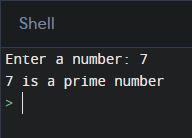 Shell
Enter a number: 7
7 is a prime number
>